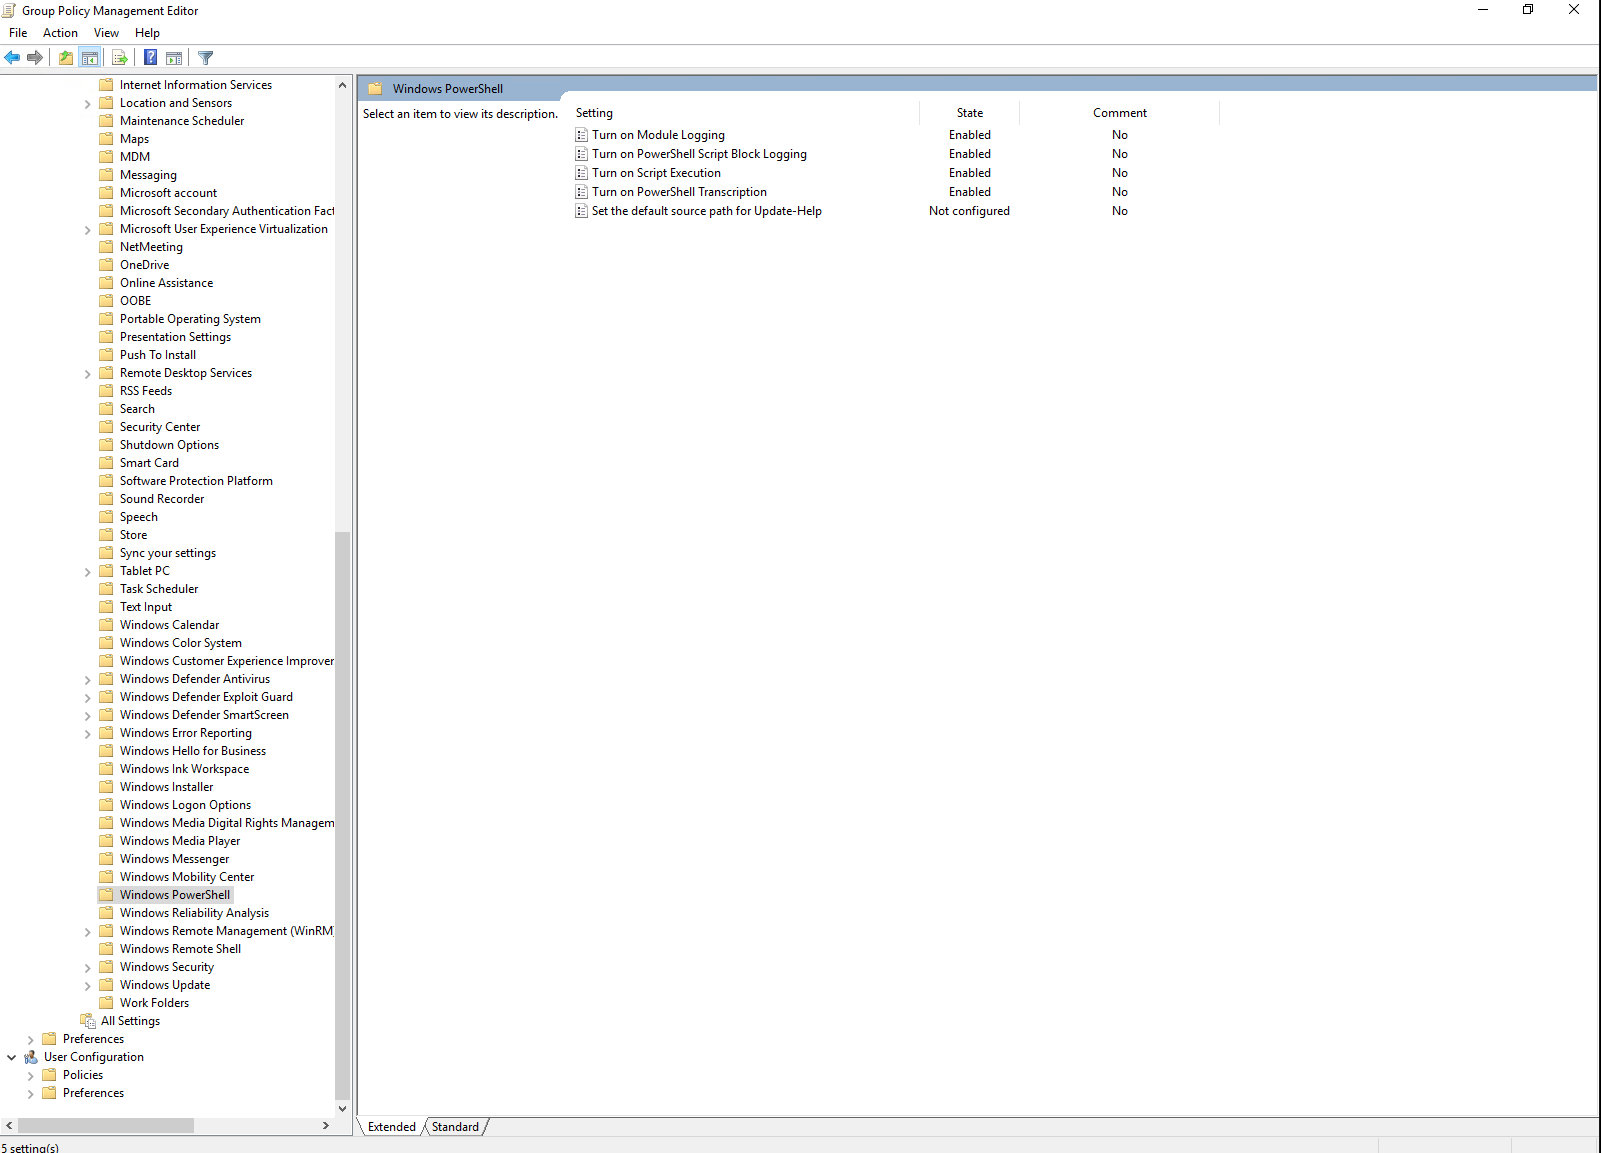 Group Policy Management Editor
File Action View Help
Internet Information Services
Location and Sensors
Maintenance Scheduler
Maps
MDM
Messaging
Microsoft account
Microsoft Secondary Authentication Fact
Microsoft User Experience Virtualization
NetMeeting
OneDrive
Online Assistance
OOBE
Portable Operating System
Presentation Settings
Push To Install
Remote Desktop Services
RSS Feeds
Search
Security Center
Shutdown Options
Smart Card
Software Protection Platform
Sound Recorder
Speech
Store
Sync your settings
Tablet PC
Task Scheduler
Text Input
Windows Calendar
Windows Color System
Windows Customer Experience Improver
Windows Defender Antivirus
Windows Defender Exploit Guard
Windows Defender SmartScreen
Windows Error Reporting
Windows Hello for Business
Windows Ink Workspace
Windows Installer
Windows Logon Options
Windows Media Digital Rights Managem
Windows Media Player
Windows Messenger
Windows Mobility Center
Windows PowerShell
Windows Reliability Analysis
Windows Remote Management (WinRM)
Windows Remote Shell
Windows Security
Windows Update
Work Folders
All Settings
Preferences
User Configuration
Policies
Preferences
Windows PowerShell
Select an item to view its description.
Setting State Comment
Turn on Module Logging Enabled No
Turn on PowerShell Script Block Logging Enabled No
Turn on Script Execution Enabled No
Turn on PowerShell Transcription Enabled No
Set the default source path for Update-Help Not configured No
Extended Standard
5 setting(s)